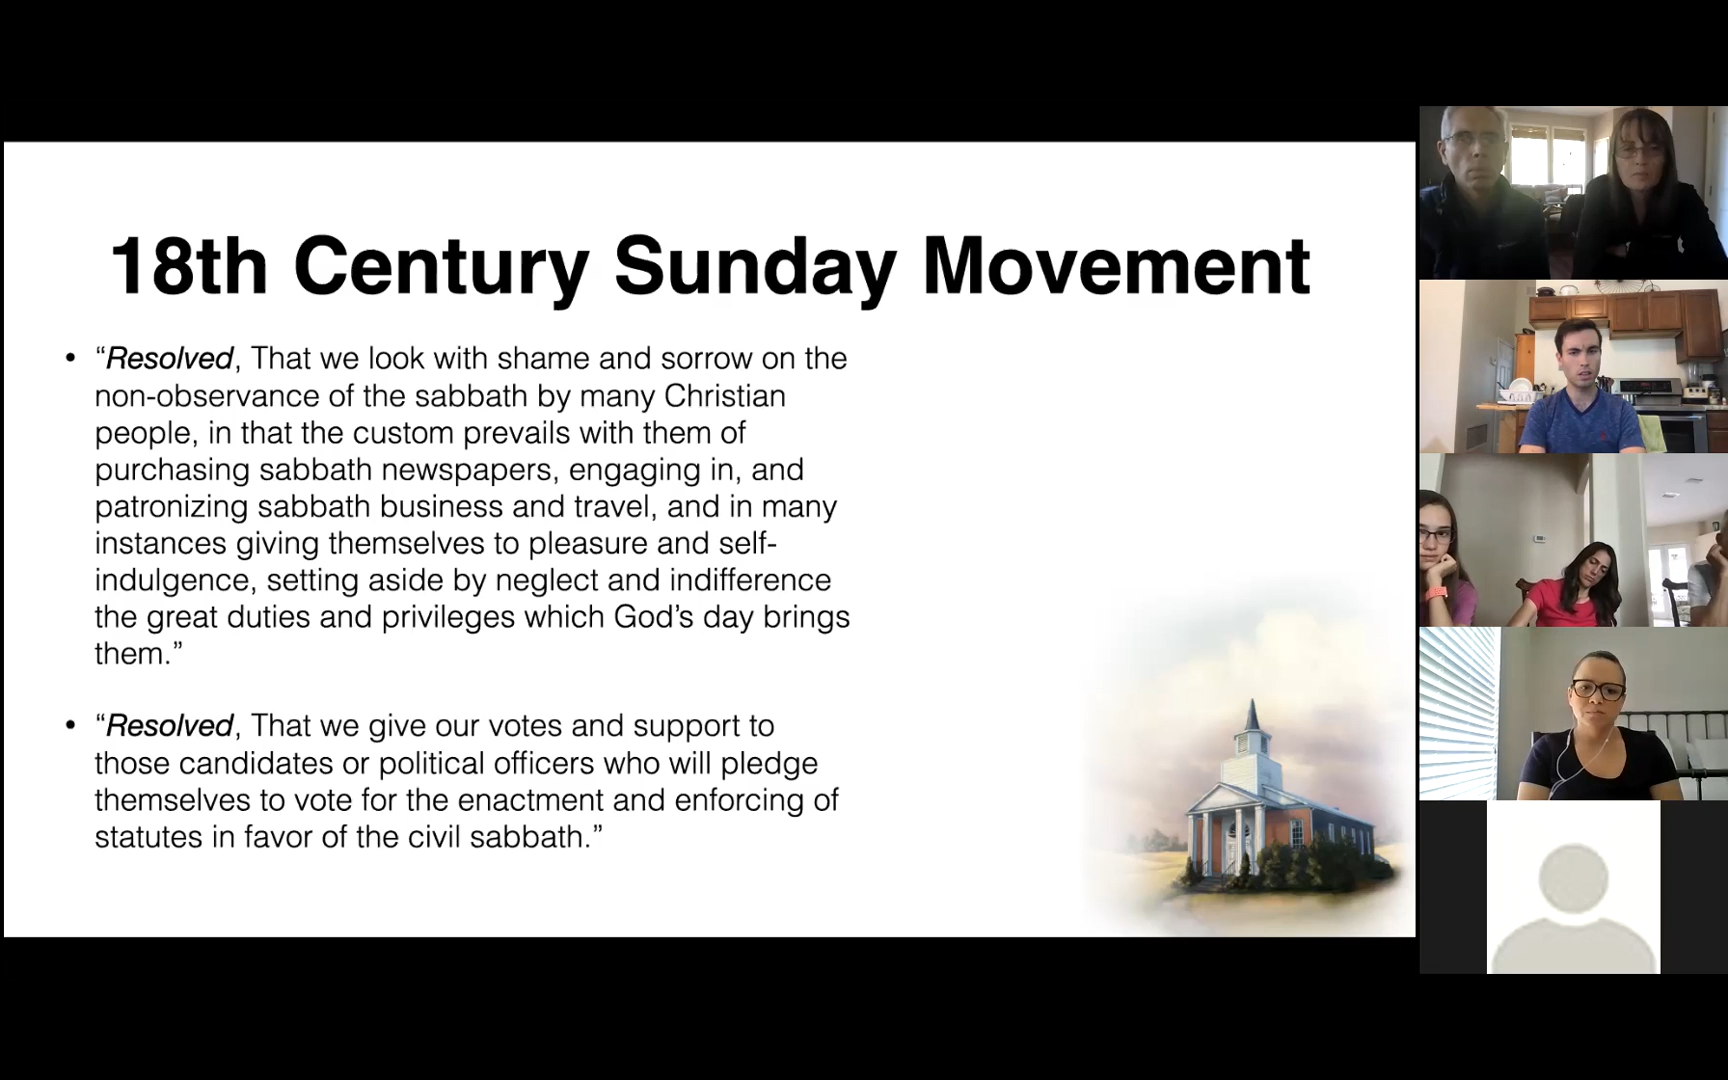 18th Century Sunday Movement
• “Resolved, That we look with shame and sorrow on the
non-observance of the sabbath by many Christian
people, in that the custom prevails with them of
purchasing sabbath newspapers, engaging in, and
patronizing sabbath business and travel, and in many
instances giving themselves to pleasure and self-
indulgence, setting aside by neglect and indifference
the great duties and privileges which God’s day brings
them.”
• “Resolved, That we give our votes and support to
those candidates or political officers who will pledge
themselves to vote for the enactment and enforcing of
statutes in favor of the civil sabbath.”